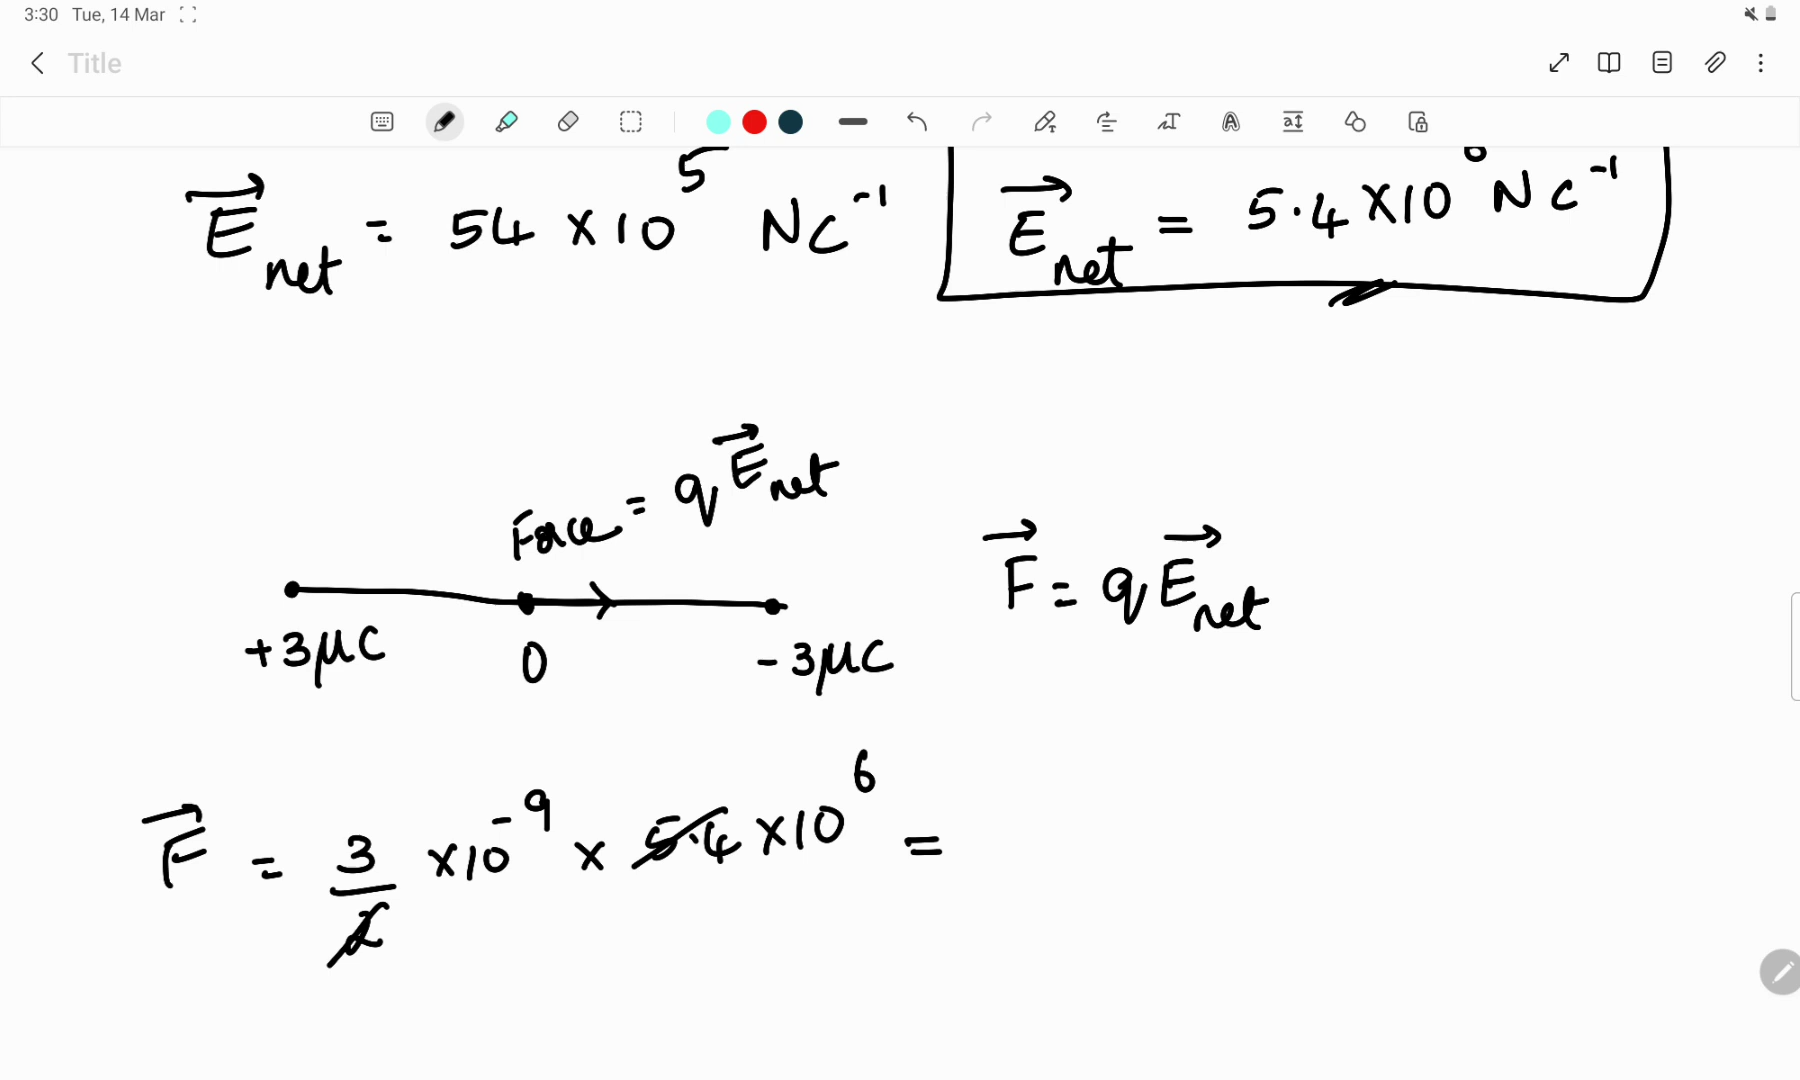 3:30 Tue, 14 Mar
Title
E⃗net = 54 × 10⁵ NC⁻¹
E⃗net = 5.4 × 10⁶ NC⁻¹
Force = qE⃗net
F⃗ = qE⃗net
+3μC 0 -3μC
F⃗ = 3/2 × 10⁻⁹ × 5.4 × 10⁶ =